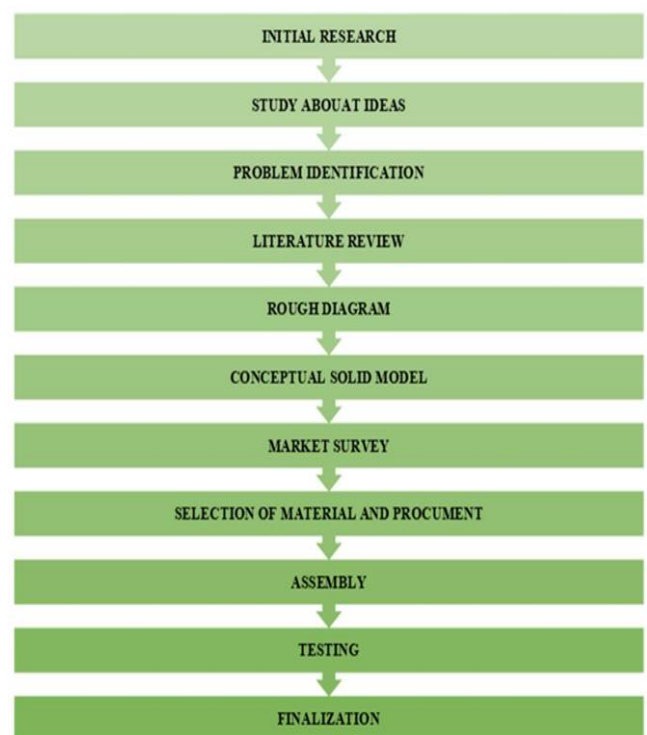 INITIAL RESEARCH
STUDY ABOUAT IDEAS
PROBLEM IDENTIFICATION
LITERATURE REVIEW
ROUGH DIAGRAM
CONCEPTUAL SOLID MODEL
MARKET SURVEY
SELECTION OF MATERIAL AND PROCUMENT
ASSEMBLY
TESTING
FINALIZATION